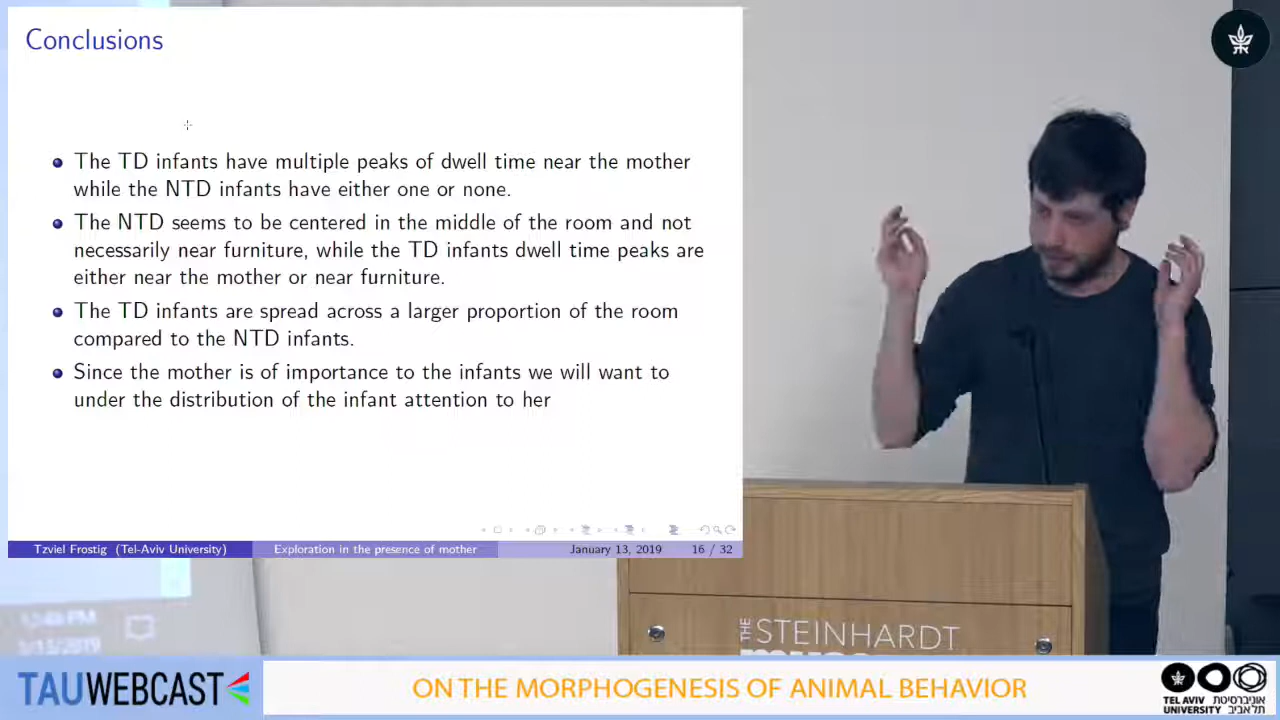 Conclusions
The TD infants have multiple peaks of dwell time near the mother
while the NTD infants have either one or none.
The NTD seems to be centered in the middle of the room and not
necessarily near furniture, while the TD infants dwell time peaks are
either near the mother or near furniture.
The TD infants are spread across a larger proportion of the room
compared to the NTD infants.
Since the mother is of importance to the infants we will want to
under the distribution of the infant attention to her
Tzviel Frostig (Tel-Aviv University) Exploration in the presence of mother January 13, 2019 16 / 32
THE STEINHARDT
TAUWEBCAST
ON THE MORPHOGENESIS OF ANIMAL BEHAVIOR
TEL AVIV אוניברסיטת
UNIVERSITY תל אביב